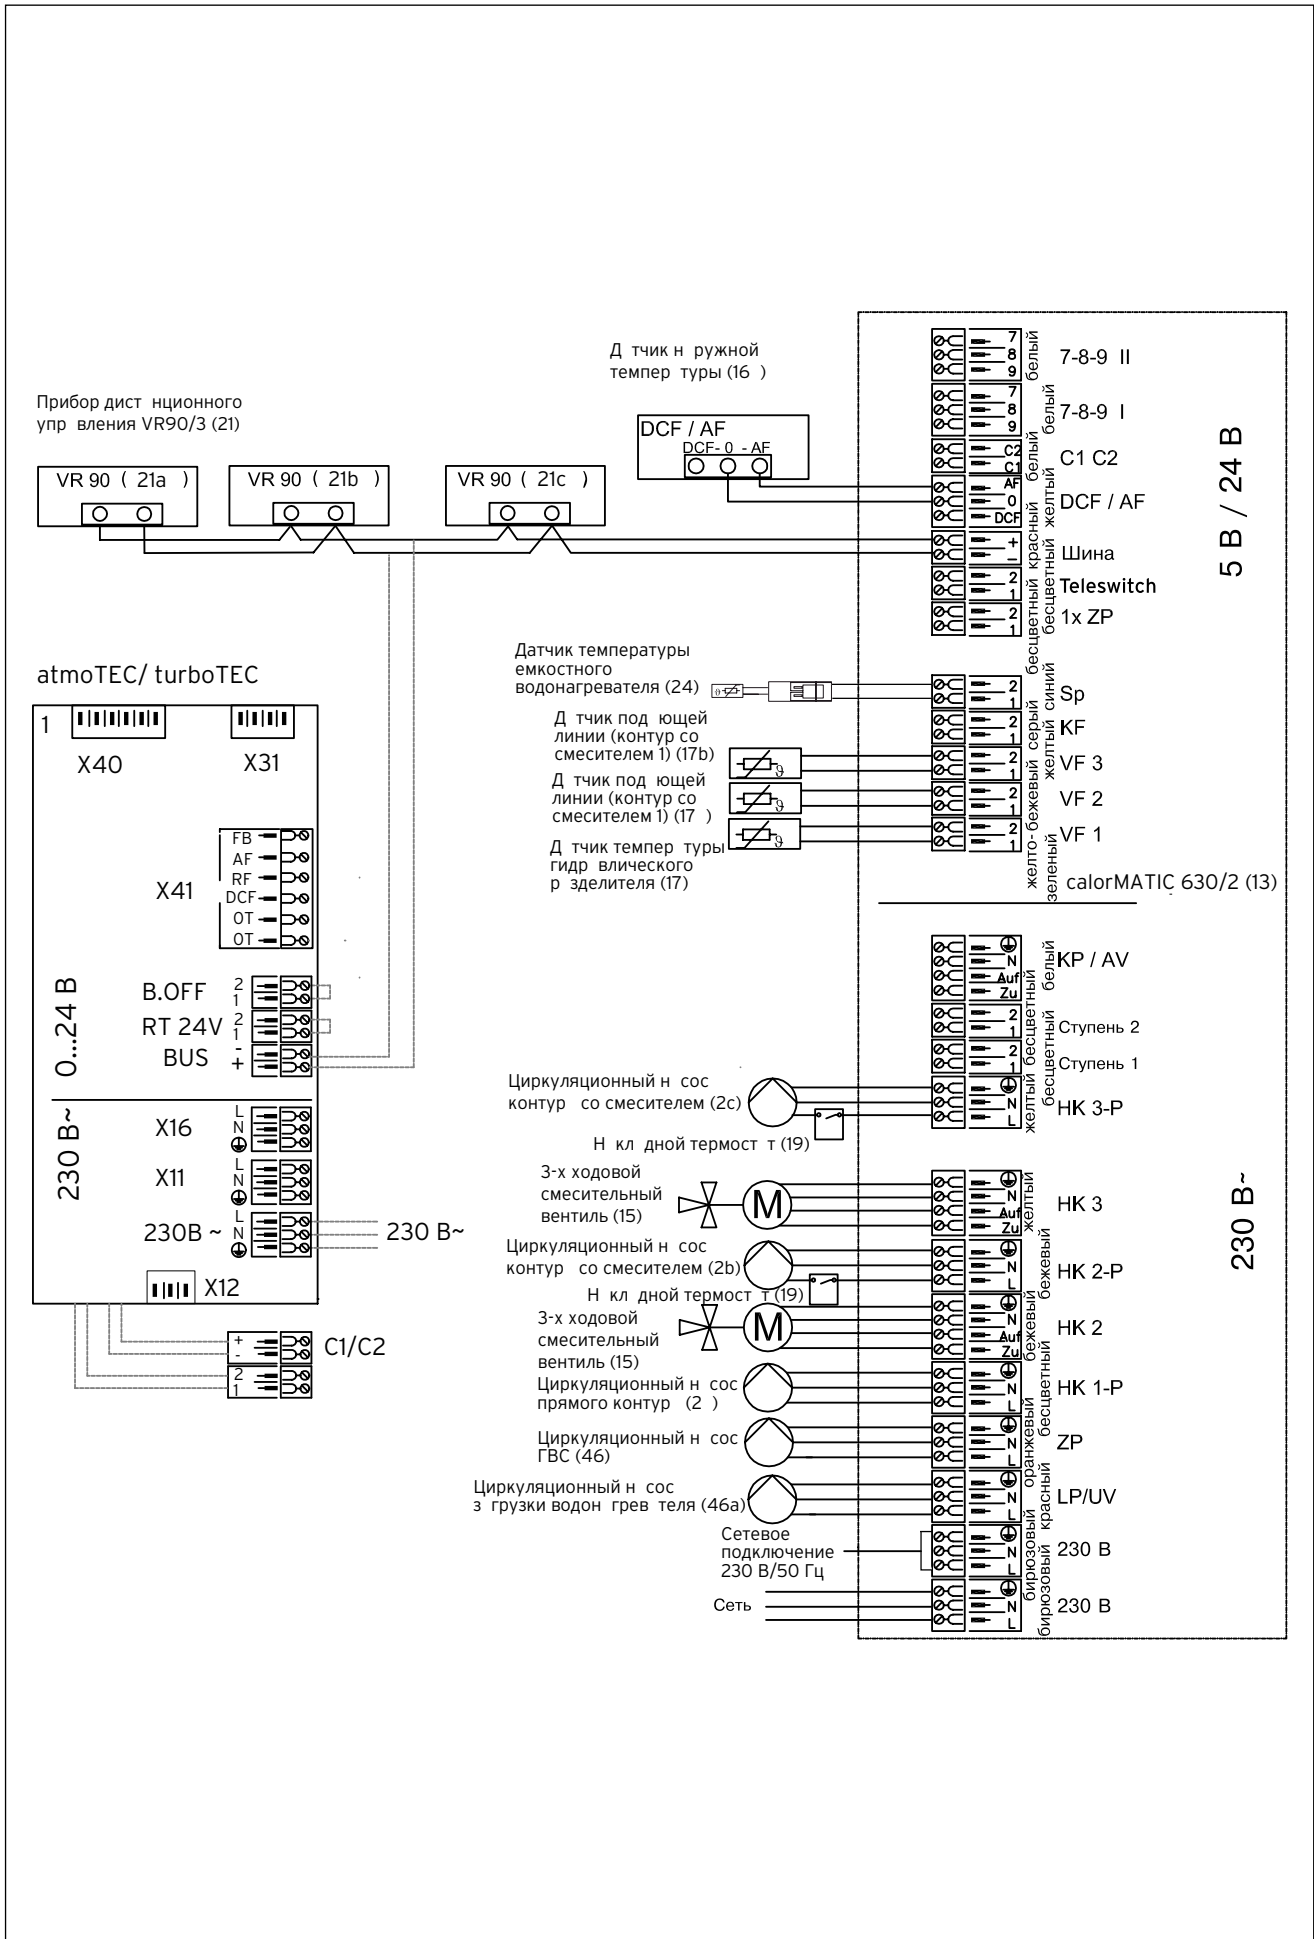 Д тчик н ружной
темпер туры (16 )
Прибор дист нционного
упр вления VR90/3 (21)
DCF / AF
DCF- 0 - AF
VR 90 ( 21a )
VR 90 ( 21b )
VR 90 ( 21c )
atmoTEC/ turboTEC
1
X40
X31
X41
FB
AF
RF
DCF
OT
OT
0...24 В
B.OFF
2
1
RT 24V
2
1
BUS
-
+
230 В~
X16
L
N
X11
L
N
230В ~
L
N
230 В~
X12
+
-
C1/C2
2
1
Датчик температуры
емкостного
водонагревателя (24)
Д тчик под ющей
линии (контур со
смесителем 1) (17b)
Д тчик под ющей
линии (контур со
смесителем 1) (17 )
Д тчик темпер туры
гидр влического
р зделителя (17)
Циркуляционный н сос
контур со смесителем (2c)
Н кл дной термост т (19)
3-х ходовой
смесительный
вентиль (15)
M
Циркуляционный н сос
контур со смесителем (2b)
Н кл дной термост т (19)
3-х ходовой
смесительный
вентиль (15)
M
Циркуляционный н сос
прямого контур (2 )
Циркуляционный н сос
ГВС (46)
Циркуляционный н сос
з грузки водон грев теля (46a)
Сетевое
подключение
230 В/50 Гц
Сеть
7
8
9
белый
7-8-9 II
7
8
9
белый
7-8-9 I
C2
C1
белый
C1 C2
AF
0
DCF
желтый
DCF / AF
+
-
красный
Шина
2
1
бесцветный
Teleswitch
2
1
бесцветный
1x ZP
5 В / 24 В
2
1
синий
Sp
2
1
серый
KF
2
1
желтый
VF 3
2
1
бежевый
VF 2
2
1
желто-
зеленый
VF 1
calorMATIC 630/2 (13)
N
Auf
Zu
белый
KP / AV
2
1
бесцветный
Ступень 2
2
1
бесцветный
Ступень 1
N
L
желтый
HK 3-P
N
Auf
Zu
желтый
HK 3
N
L
бежевый
HK 2-P
N
Auf
Zu
бежевый
HK 2
N
L
бесцветный
HK 1-P
N
L
оранжевый
ZP
N
L
красный
LP/UV
N
L
бирюзовый
230 В
N
L
бирюзовый
230 В
230 В~